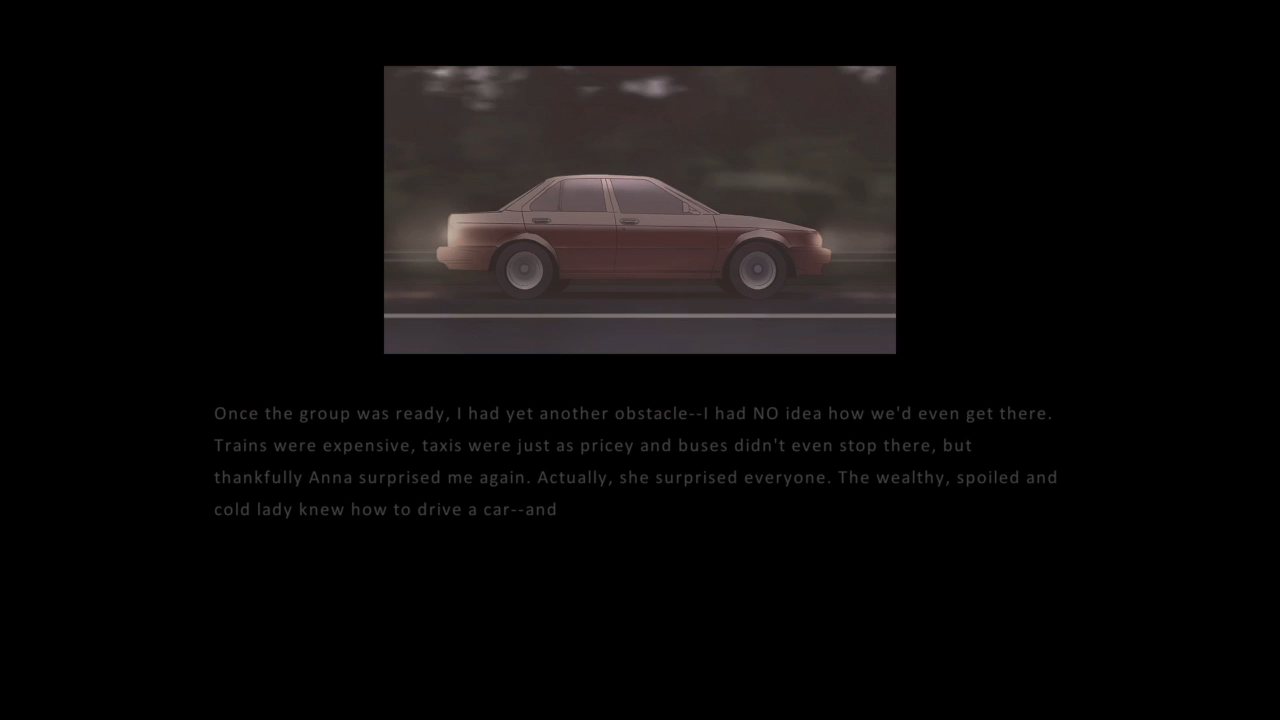 Once the group was ready, I had yet another obstacle--I had NO idea how we'd even get there.
Trains were expensive, taxis were just as pricey and buses didn't even stop there, but
thankfully Anna surprised me again. Actually, she surprised everyone. The wealthy, spoiled and
cold lady knew how to drive a car--and